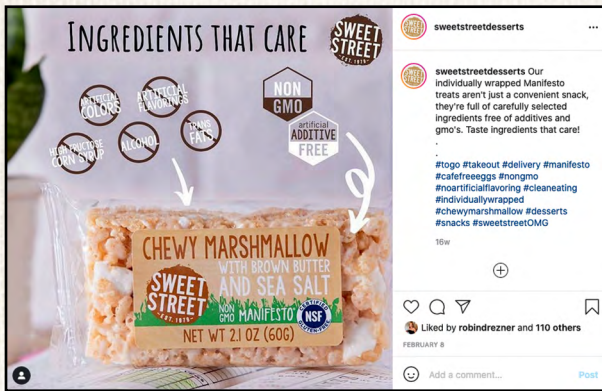 INGREDIENTS THAT CARE
SWEET
STREET
EST. 1979
ARTIFICIAL
COLORS
ARTIFICIAL
FLAVORINGS
HIGH FRUCTOSE
CORN SYRUP
ALCOHOL
TRANS
FATS
NON
GMO
artificial
ADDITIVE
FREE
CHEWY MARSHMALLOW
WITH BROWN BUTTER
AND SEA SALT
SWEET
STREET
EST. 1979
NON
GMO
MANIFESTO
CERTIFIED
NSF
GLUTEN-FREE
NET WT 2.1 OZ (60G)
sweetstreetdesserts
sweetstreetdesserts Our
individually wrapped Manifesto
treats aren't just a convenient snack,
they're full of carefully selected
ingredients free of additives and
gmo's. Taste ingredients that care!
.
.
#togo #takeout #delivery #manifesto
#cafefreeeggs #nongmo
#noartificialflavoring #cleaneating
#individuallywrapped
#chewymarshmallow #desserts
#snacks #sweetstreetOMG
16w
Liked by robindrezner and 110 others
FEBRUARY 8
Add a comment...
Post